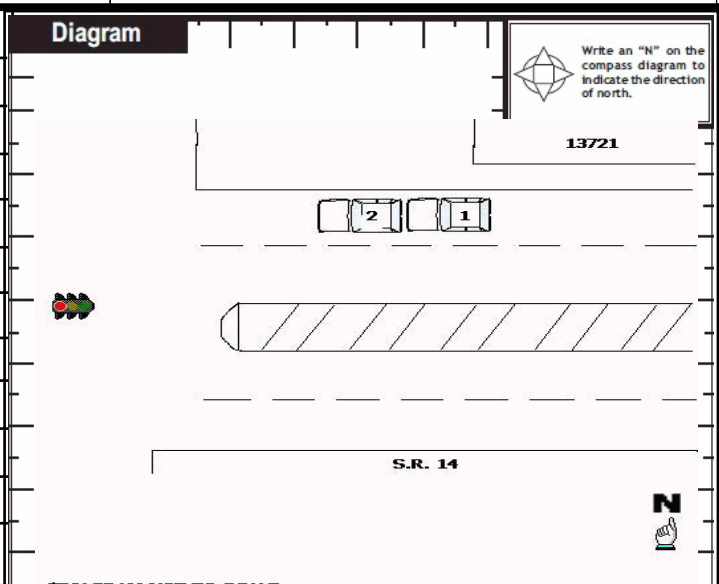 Diagram
Write an “N” on the
compass diagram to
indicate the direction
of north.
13721
2 1
S.R. 14
N